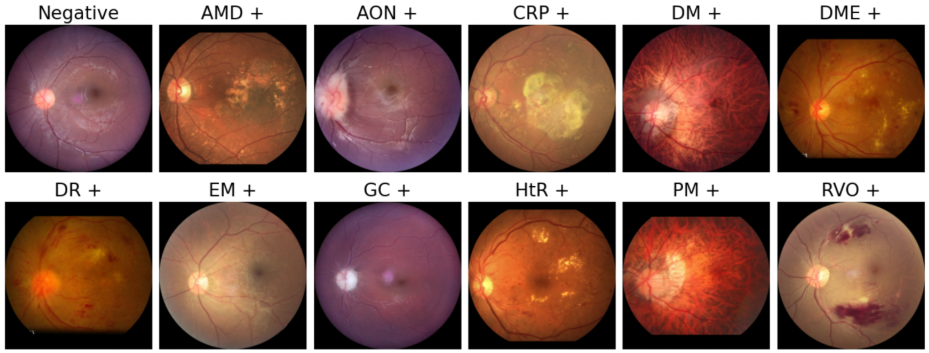 Negative
AMD +
AON +
CRP +
DM +
DME +
DR +
EM +
GC +
HtR +
PM +
RVO +